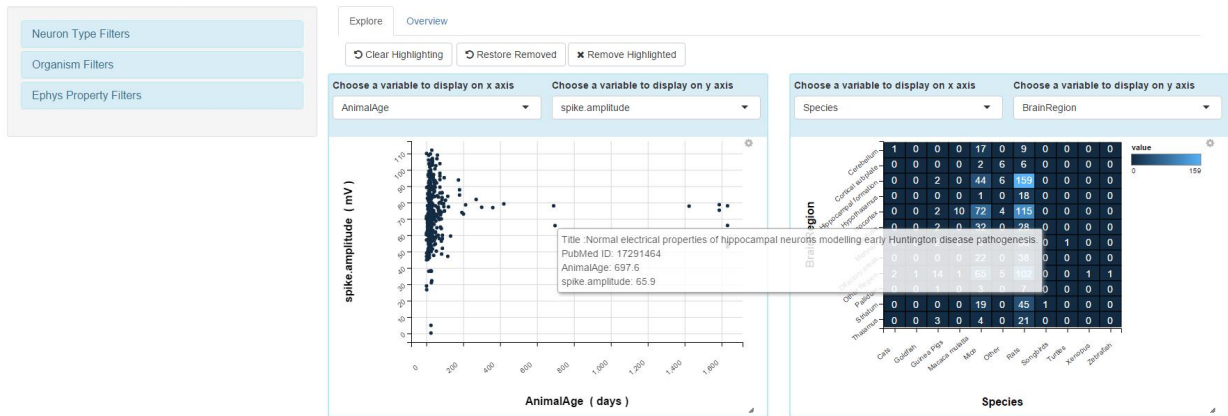 Neuron Type Filters
Organism Filters
Ephys Property Filters
Explore Overview
Clear Highlighting Restore Removed Remove Highlighted
Choose a variable to display on x axis Choose a variable to display on y axis
AnimalAge spike.amplitude
110
100
90
80
70
60
50
40
30
20
10
0
spike.amplitude ( mV )
0 200 400 600 800 1,000 1,200 1,400 1,600
AnimalAge ( days )
Title :Normal electrical properties of hippocampal neurons modelling early Huntington disease pathogenesis.
PubMed ID: 17291464
AnimalAge: 697.6
spike.amplitude: 65.9
Choose a variable to display on x axis Choose a variable to display on y axis
Species BrainRegion
value
0 159
BrainRegion
Cerebellum 1 0 0 0 17 0 9 0 0 0 0
Cortical subplate 0 0 0 0 2 6 6 0 0 0 0
Hippocampal formation 0 0 2 0 44 6 159 0 0 0 0
Hypothalamus 0 0 0 0 1 0 18 0 0 0 0
0 0 2 10 72 4 115 0 0 0 0
0 0 2 0 32 0 28 0 0 0 0
0 1 0 0
22 0 38 0 0 0 0
2 1 14 1 65 5 102 0 0 1 1
Pallidum 0 0 1 0 3 0 7 0 0 0 0
Striatum 0 0 0 0 19 0 45 1 0 0 0
Thalamus 0 0 3 0 4 0 21 0 0 0 0
Cats Goldfish Guinea Pigs Macaca mulatta Mice Other Rats Songbirds Turtles Xenopus Zebrafish
Species